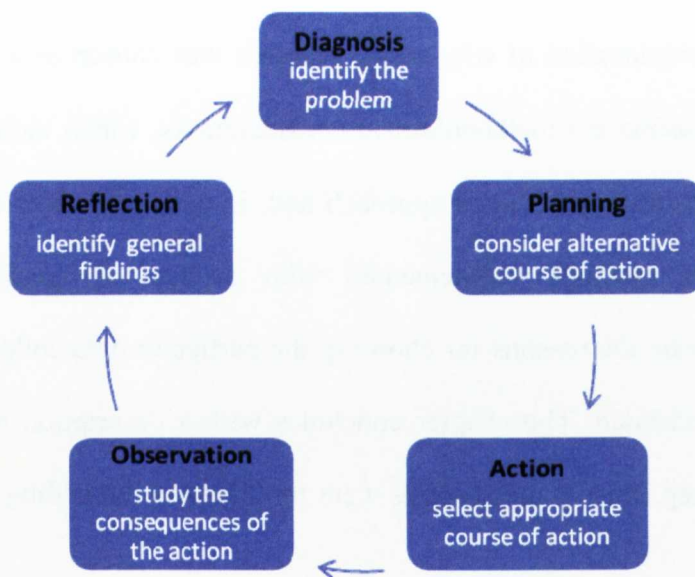 Diagnosis
identify the
problem
Planning
consider alternative
course of action
Action
select appropriate
course of action
Observation
study the
consequences of
the action
Reflection
identify general
findings